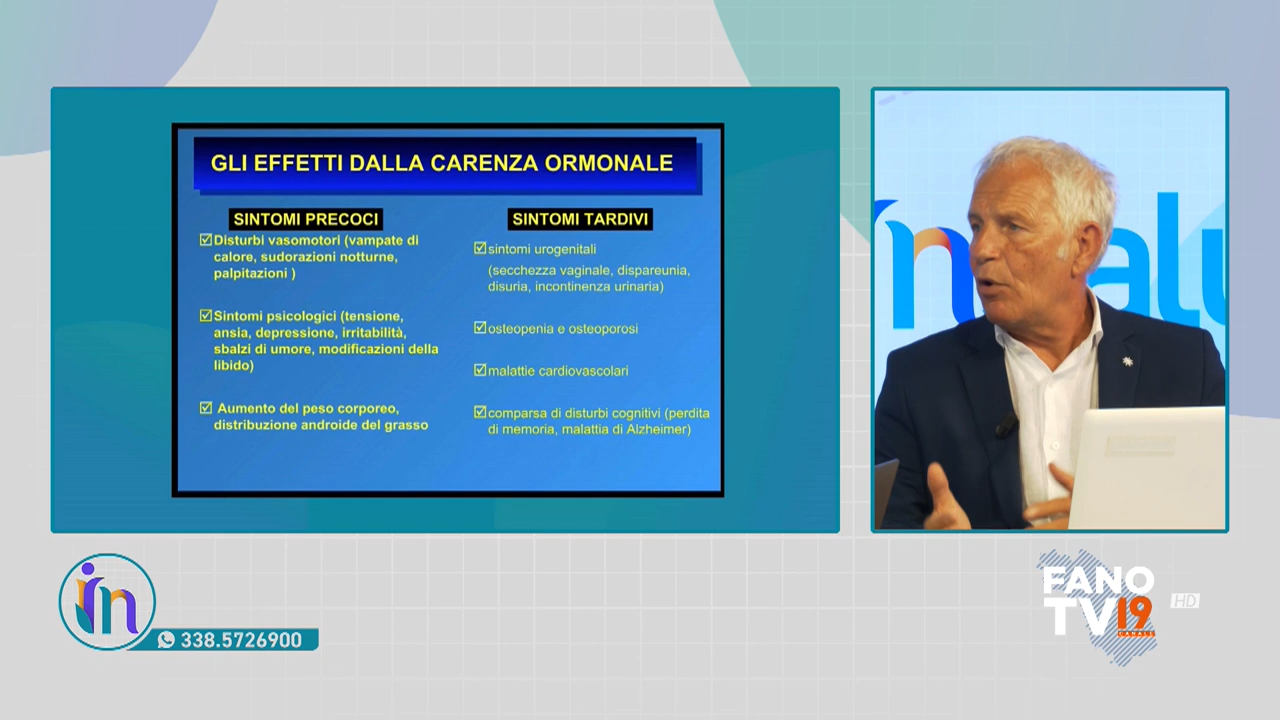 GLI EFFETTI DALLA CARENZA ORMONALE
SINTOMI PRECOCI
Disturbi vasomotori (vampate di
calore, sudorazioni notturne,
palpitazioni )
Sintomi psicologici (tensione,
ansia, depressione, irritabilità,
sbalzi di umore, modificazioni della
libido)
Aumento del peso corporeo,
distribuzione androide del grasso
SINTOMI TARDIVI
sintomi urogenitali
(secchezza vaginale, dispareunia,
disuria, incontinenza urinaria)
osteopenia e osteoporosi
malattie cardiovascolari
comparsa di disturbi cognitivi (perdita
di memoria, malattia di Alzheimer)
in
338.5726900
FANO
TV19
CANALE
HD